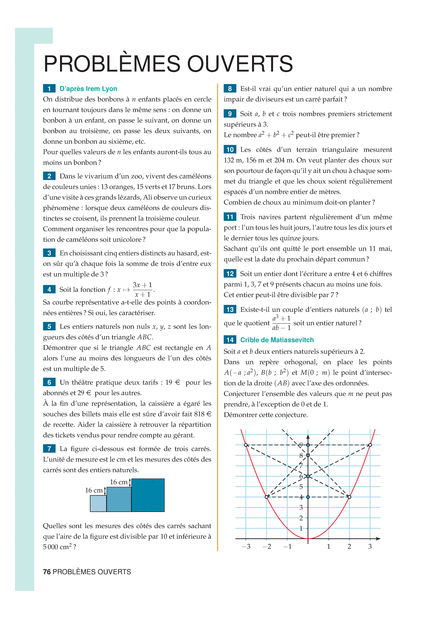 PROBLÈMES OUVERTS
1 D'après Irem Lyon
On distribue des bonbons à n enfants placés en cercle
en tournant toujours dans le même sens : on donne un
bonbon à un enfant, on passe le suivant, on donne un
bonbon au troisième, on passe les deux suivants, on
donne un bonbon au sixième, etc.
Pour quelles valeurs de n les enfants auront-ils tous au
moins un bonbon ?
2 Dans le vivarium d'un zoo, vivent des caméléons
de couleurs unies : 13 oranges, 15 verts et 17 bruns. Lors
d'une visite à ces grands lézards, Ali observe un curieux
phénomène : lorsque deux caméléons de couleurs dis-
tinctes se croisent, ils prennent la troisième couleur.
Comment organiser les rencontres pour que la popula-
tion de caméléons soit unicolore ?
3 En choisissant cinq entiers distincts au hasard, est-
on sûr qu'à chaque fois la somme de trois d'entre eux
est un multiple de 3 ?
4 Soit la fonction f : x ↦ (3x + 1)/(x + 1).
Sa courbe représentative a-t-elle des points à coordon-
nées entières ? Si oui, les caractériser.
5 Les entiers naturels non nuls x, y, z sont les lon-
gueurs des côtés d'un triangle ABC.
Démontrer que si le triangle ABC est rectangle en A
alors l'une au moins des longueurs de l'un des côtés
est un multiple de 5.
6 Un théâtre pratique deux tarifs : 19 € pour les
abonnés et 29 € pour les autres.
À la fin d'une représentation, la caissière a égaré les
souches des billets mais elle est sûre d'avoir fait 818 €
de recette. Aider la caissière à retrouver la répartition
des tickets vendus pour rendre compte au gérant.
7 La figure ci-dessous est formée de trois carrés.
L'unité de mesure est le cm et les mesures des côtés des
carrés sont des entiers naturels.
16 cm
16 cm
Quelles sont les mesures des côtés des carrés sachant
que l'aire de la figure est divisible par 10 et inférieure à
5 000 cm² ?
8 Est-il vrai qu'un entier naturel qui a un nombre
impair de diviseurs est un carré parfait ?
9 Soit a, b et c trois nombres premiers strictement
supérieurs à 3.
Le nombre a² + b² + c² peut-il être premier ?
10 Les côtés d'un terrain triangulaire mesurent
132 m, 156 m et 204 m. On veut planter des choux sur
son pourtour de façon qu'il y ait un chou à chaque som-
met du triangle et que les choux soient régulièrement
espacés d'un nombre entier de mètres.
Combien de choux au minimum doit-on planter ?
11 Trois navires partent régulièrement d'un même
port : l'un tous les huit jours, l'autre tous les dix jours et
le dernier tous les quinze jours.
Sachant qu'ils ont quitté le port ensemble un 11 mai,
quelle est la date du prochain départ commun ?
12 Soit un entier dont l'écriture a entre 4 et 6 chiffres
parmi 1, 3, 7 et 9 présents chacun au moins une fois.
Cet entier peut-il être divisible par 7 ?
13 Existe-t-il un couple d'entiers naturels (a ; b) tel
que le quotient (a³ + 1)/(ab − 1) soit un entier naturel ?
14 Crible de Matiassevitch
Soit a et b deux entiers naturels supérieurs à 2.
Dans un repère orthogonal, on place les points
A(−a ; a²), B(b ; b²) et M(0 ; m) le point d'intersec-
tion de la droite (AB) avec l'axe des ordonnées.
Conjecturer l'ensemble des valeurs que m ne peut pas
prendre, à l'exception de 0 et de 1.
Démontrer cette conjecture.
9
8
7
6
5
4
3
2
1
−3 −2 −1 1 2 3
76 PROBLÈMES OUVERTS